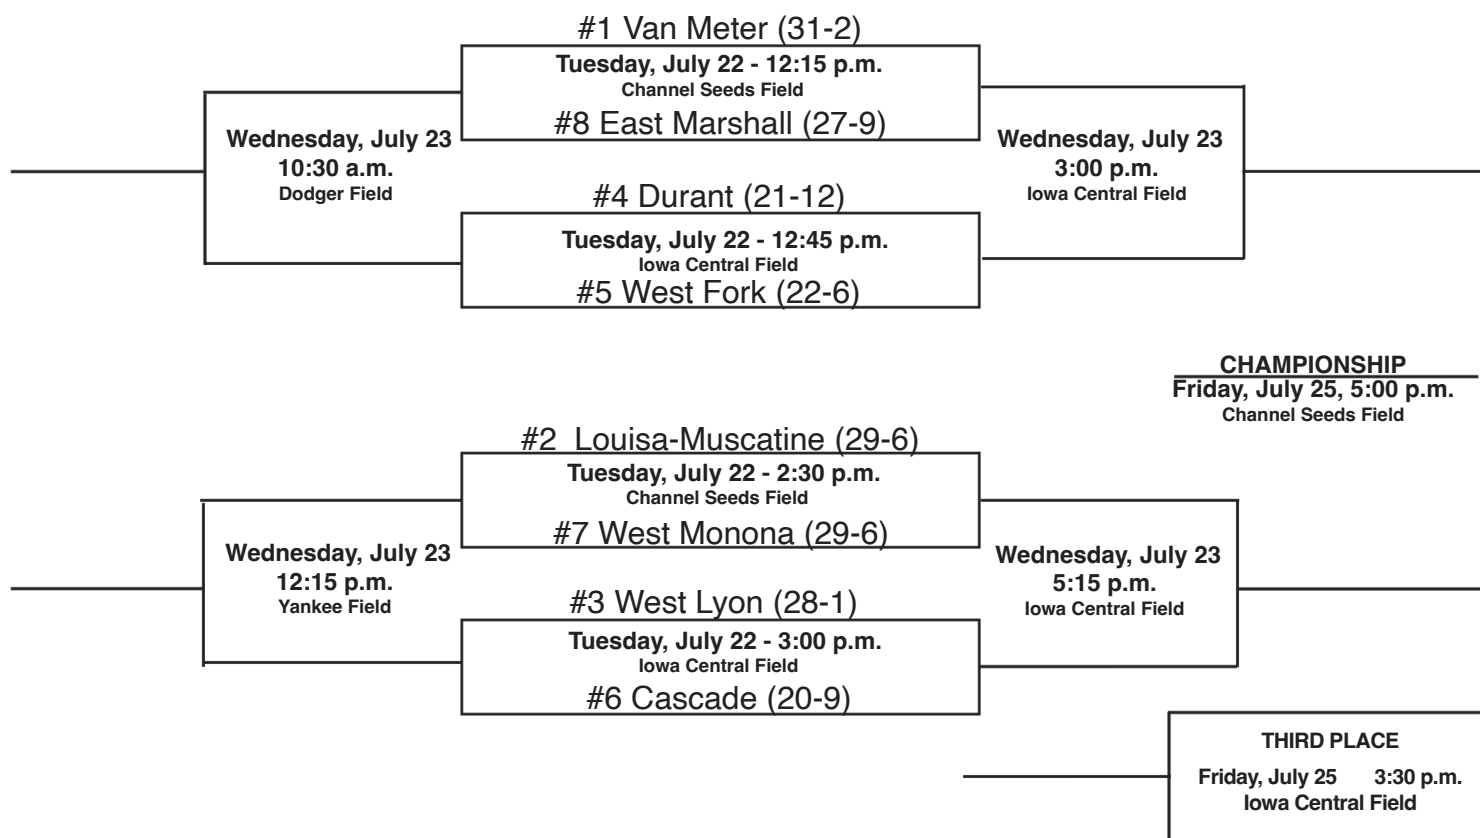 #1 Van Meter (31-2)
Tuesday, July 22 - 12:15 p.m.
Channel Seeds Field
#8 East Marshall (27-9)
Wednesday, July 23
10:30 a.m.
Dodger Field
Wednesday, July 23
3:00 p.m.
Iowa Central Field
#4 Durant (21-12)
Tuesday, July 22 - 12:45 p.m.
Iowa Central Field
#5 West Fork (22-6)
CHAMPIONSHIP
Friday, July 25, 5:00 p.m.
Channel Seeds Field
#2 Louisa-Muscatine (29-6)
Tuesday, July 22 - 2:30 p.m.
Channel Seeds Field
#7 West Monona (29-6)
Wednesday, July 23
12:15 p.m.
Yankee Field
Wednesday, July 23
5:15 p.m.
Iowa Central Field
#3 West Lyon (28-1)
Tuesday, July 22 - 3:00 p.m.
Iowa Central Field
#6 Cascade (20-9)
THIRD PLACE
Friday, July 25 3:30 p.m.
Iowa Central Field